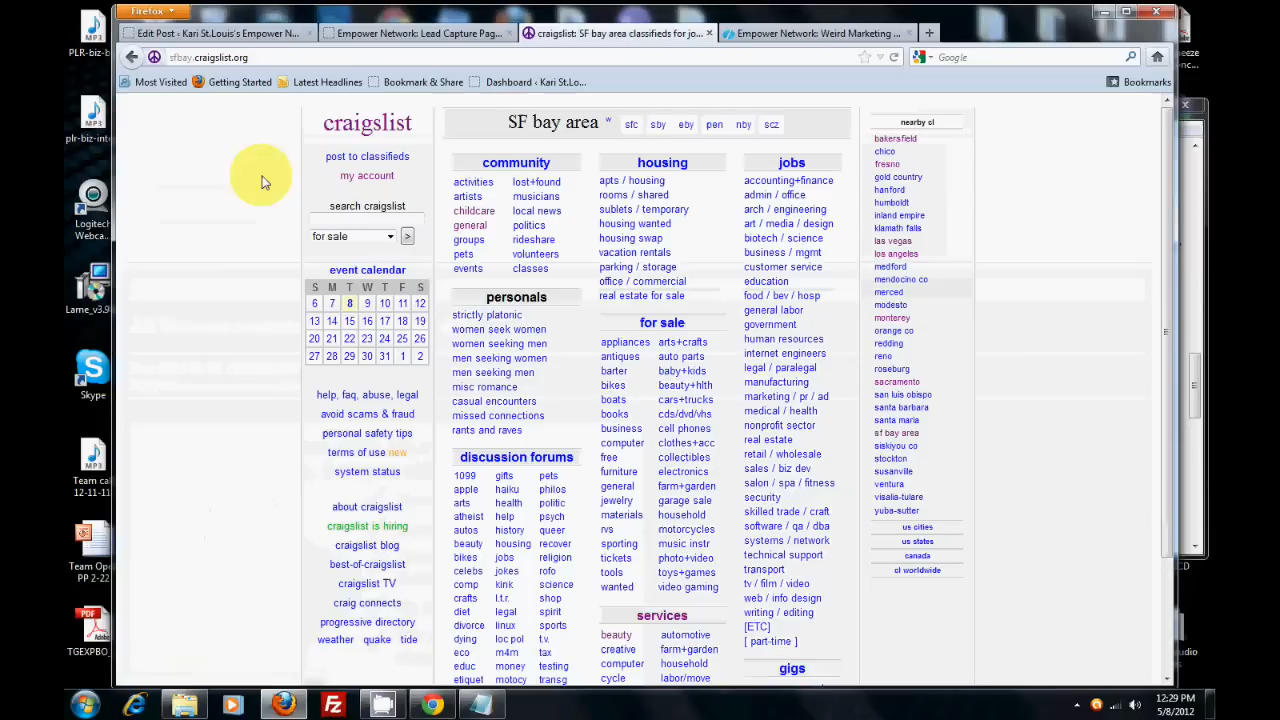 Firefox
Edit Post ‹ Kari St.Louis's Empower N...
Empower Network: Lead Capture Pag...
craigslist: SF bay area classifieds for jo...
Empower Network: Weird Marketing ...
sfbay.craigslist.org
Google
Most Visited
Getting Started
Latest Headlines
Bookmark & Share
Dashboard ‹ Kari St.Lo...
Bookmarks
PLR-biz-b
plr-biz-int
Logitech
Webca...
Lame_v3.9
Skype
Team ca
12-11-11
Team Op
PP 2-22
TGEXPBO_
craigslist
post to classifieds
my account
search craigslist
for sale
>
event calendar
S M T W T F S
6 7 8 9 10 11 12
13 14 15 16 17 18 19
20 21 22 23 24 25 26
27 28 29 30 31 1 2
help, faq, abuse, legal
avoid scams & fraud
personal safety tips
terms of use new
system status
about craigslist
craigslist is hiring
craigslist blog
best-of-craigslist
craigslist TV
craig connects
progressive directory
weather quake tide
SF bay area w sfc sby eby pen nby scz
community
activities lost+found
artists musicians
childcare local news
general politics
groups rideshare
pets volunteers
events classes
personals
strictly platonic
women seek women
women seeking men
men seeking women
men seeking men
misc romance
casual encounters
missed connections
rants and raves
discussion forums
1099 gifts pets
apple haiku philos
arts health politic
atheist help psych
autos history queer
beauty housing recover
bikes jobs religion
celebs jokes rofo
comp kink science
crafts l.t.r. shop
diet legal spirit
divorce linux sports
dying loc pol t.v.
eco m4m tax
educ money testing
etiquet motocy transg
housing
apts / housing
rooms / shared
sublets / temporary
housing wanted
housing swap
vacation rentals
parking / storage
office / commercial
real estate for sale
for sale
appliances arts+crafts
antiques auto parts
barter baby+kids
bikes beauty+hlth
boats cars+trucks
books cds/dvd/vhs
business cell phones
computer clothes+acc
free collectibles
furniture electronics
general farm+garden
jewelry garage sale
materials household
rvs motorcycles
sporting music instr
tickets photo+video
tools toys+games
wanted video gaming
services
beauty automotive
creative farm+garden
computer household
cycle labor/move
jobs
accounting+finance
admin / office
arch / engineering
art / media / design
biotech / science
business / mgmt
customer service
education
food / bev / hosp
general labor
government
human resources
internet engineers
legal / paralegal
manufacturing
marketing / pr / ad
medical / health
nonprofit sector
real estate
retail / wholesale
sales / biz dev
salon / spa / fitness
security
skilled trade / craft
software / qa / dba
systems / network
technical support
transport
tv / film / video
web / info design
writing / editing
[ETC]
[ part-time ]
gigs
nearby cl
bakersfield
chico
fresno
gold country
hanford
humboldt
inland empire
klamath falls
las vegas
los angeles
medford
mendocino co
merced
modesto
monterey
orange co
redding
reno
roseburg
sacramento
san luis obispo
santa barbara
santa maria
sf bay area
siskiyou co
stockton
susanville
ventura
visalia-tulare
yuba-sutter
us cities
us states
canada
cl worldwide
12:29 PM
5/8/2012